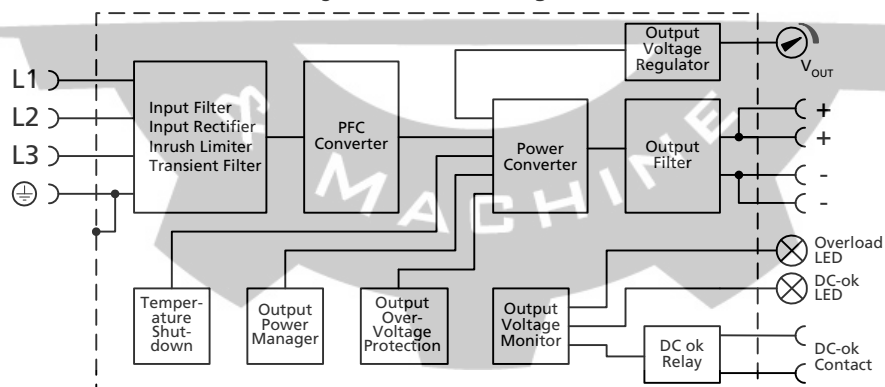 Output
Voltage
Regulator
VOUT
L1
L2
L3
Input Filter
Input Rectifier
Inrush Limiter
Transient Filter
PFC
Converter
Power
Converter
Output
Filter
+
+
-
-
MACHINE
Temper-
ature
Shut-
down
Output
Power
Manager
Output
Over-
Voltage
Protection
Output
Voltage
Monitor
DC ok
Relay
Overload
LED
DC-ok
LED
DC-ok
Contact